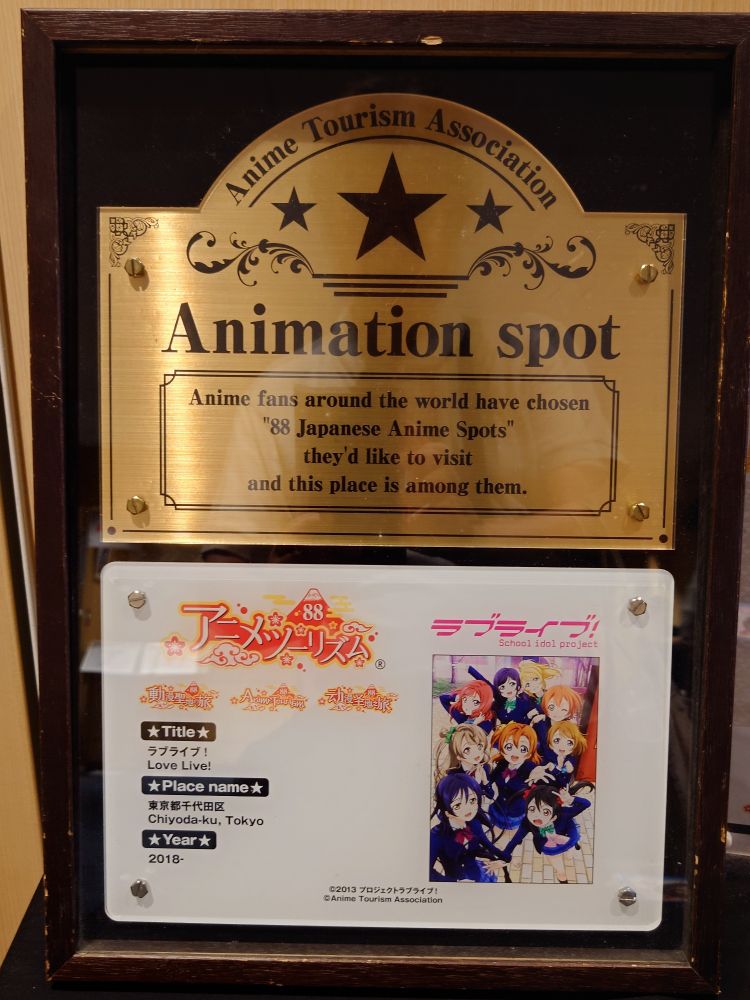 Anime Tourism Association
Animation spot
Anime fans around the world have chosen
"88 Japanese Anime Spots"
they'd like to visit
and this place is among them.
88
アニメツーリズム®
Anime Tourism
★Title★
ラブライブ！
Love Live!
★Place name★
東京都千代田区
Chiyoda-ku, Tokyo
★Year★
2018-
ラブライブ!
School idol project
©2013 プロジェクトラブライブ！
©Anime Tourism Association